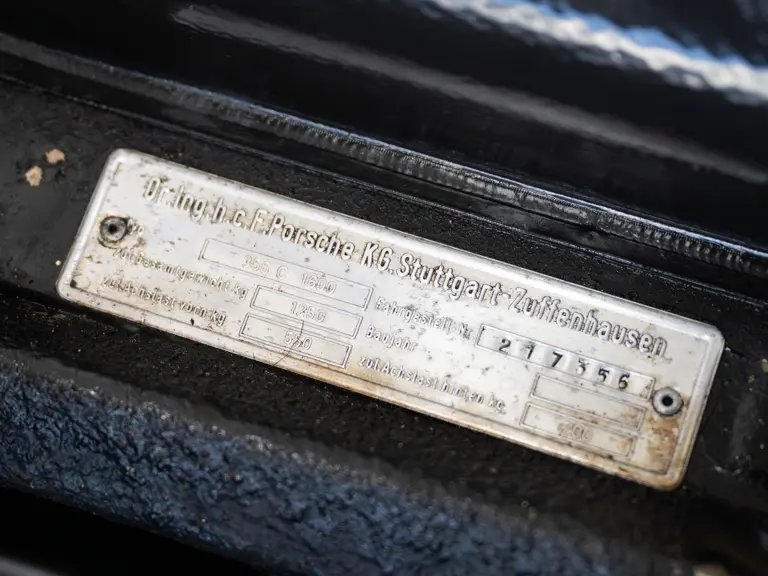 Dr.Ing.h.c.F.Porsche KG.Stuttgart-Zuffenhausen
356 C 1600 Fahrgestell Nr. 217356
zul.Gesamtgewicht kg 1250 Baujahr
zul.Achslast vorn kg 550 zul.Achslast hinten kg